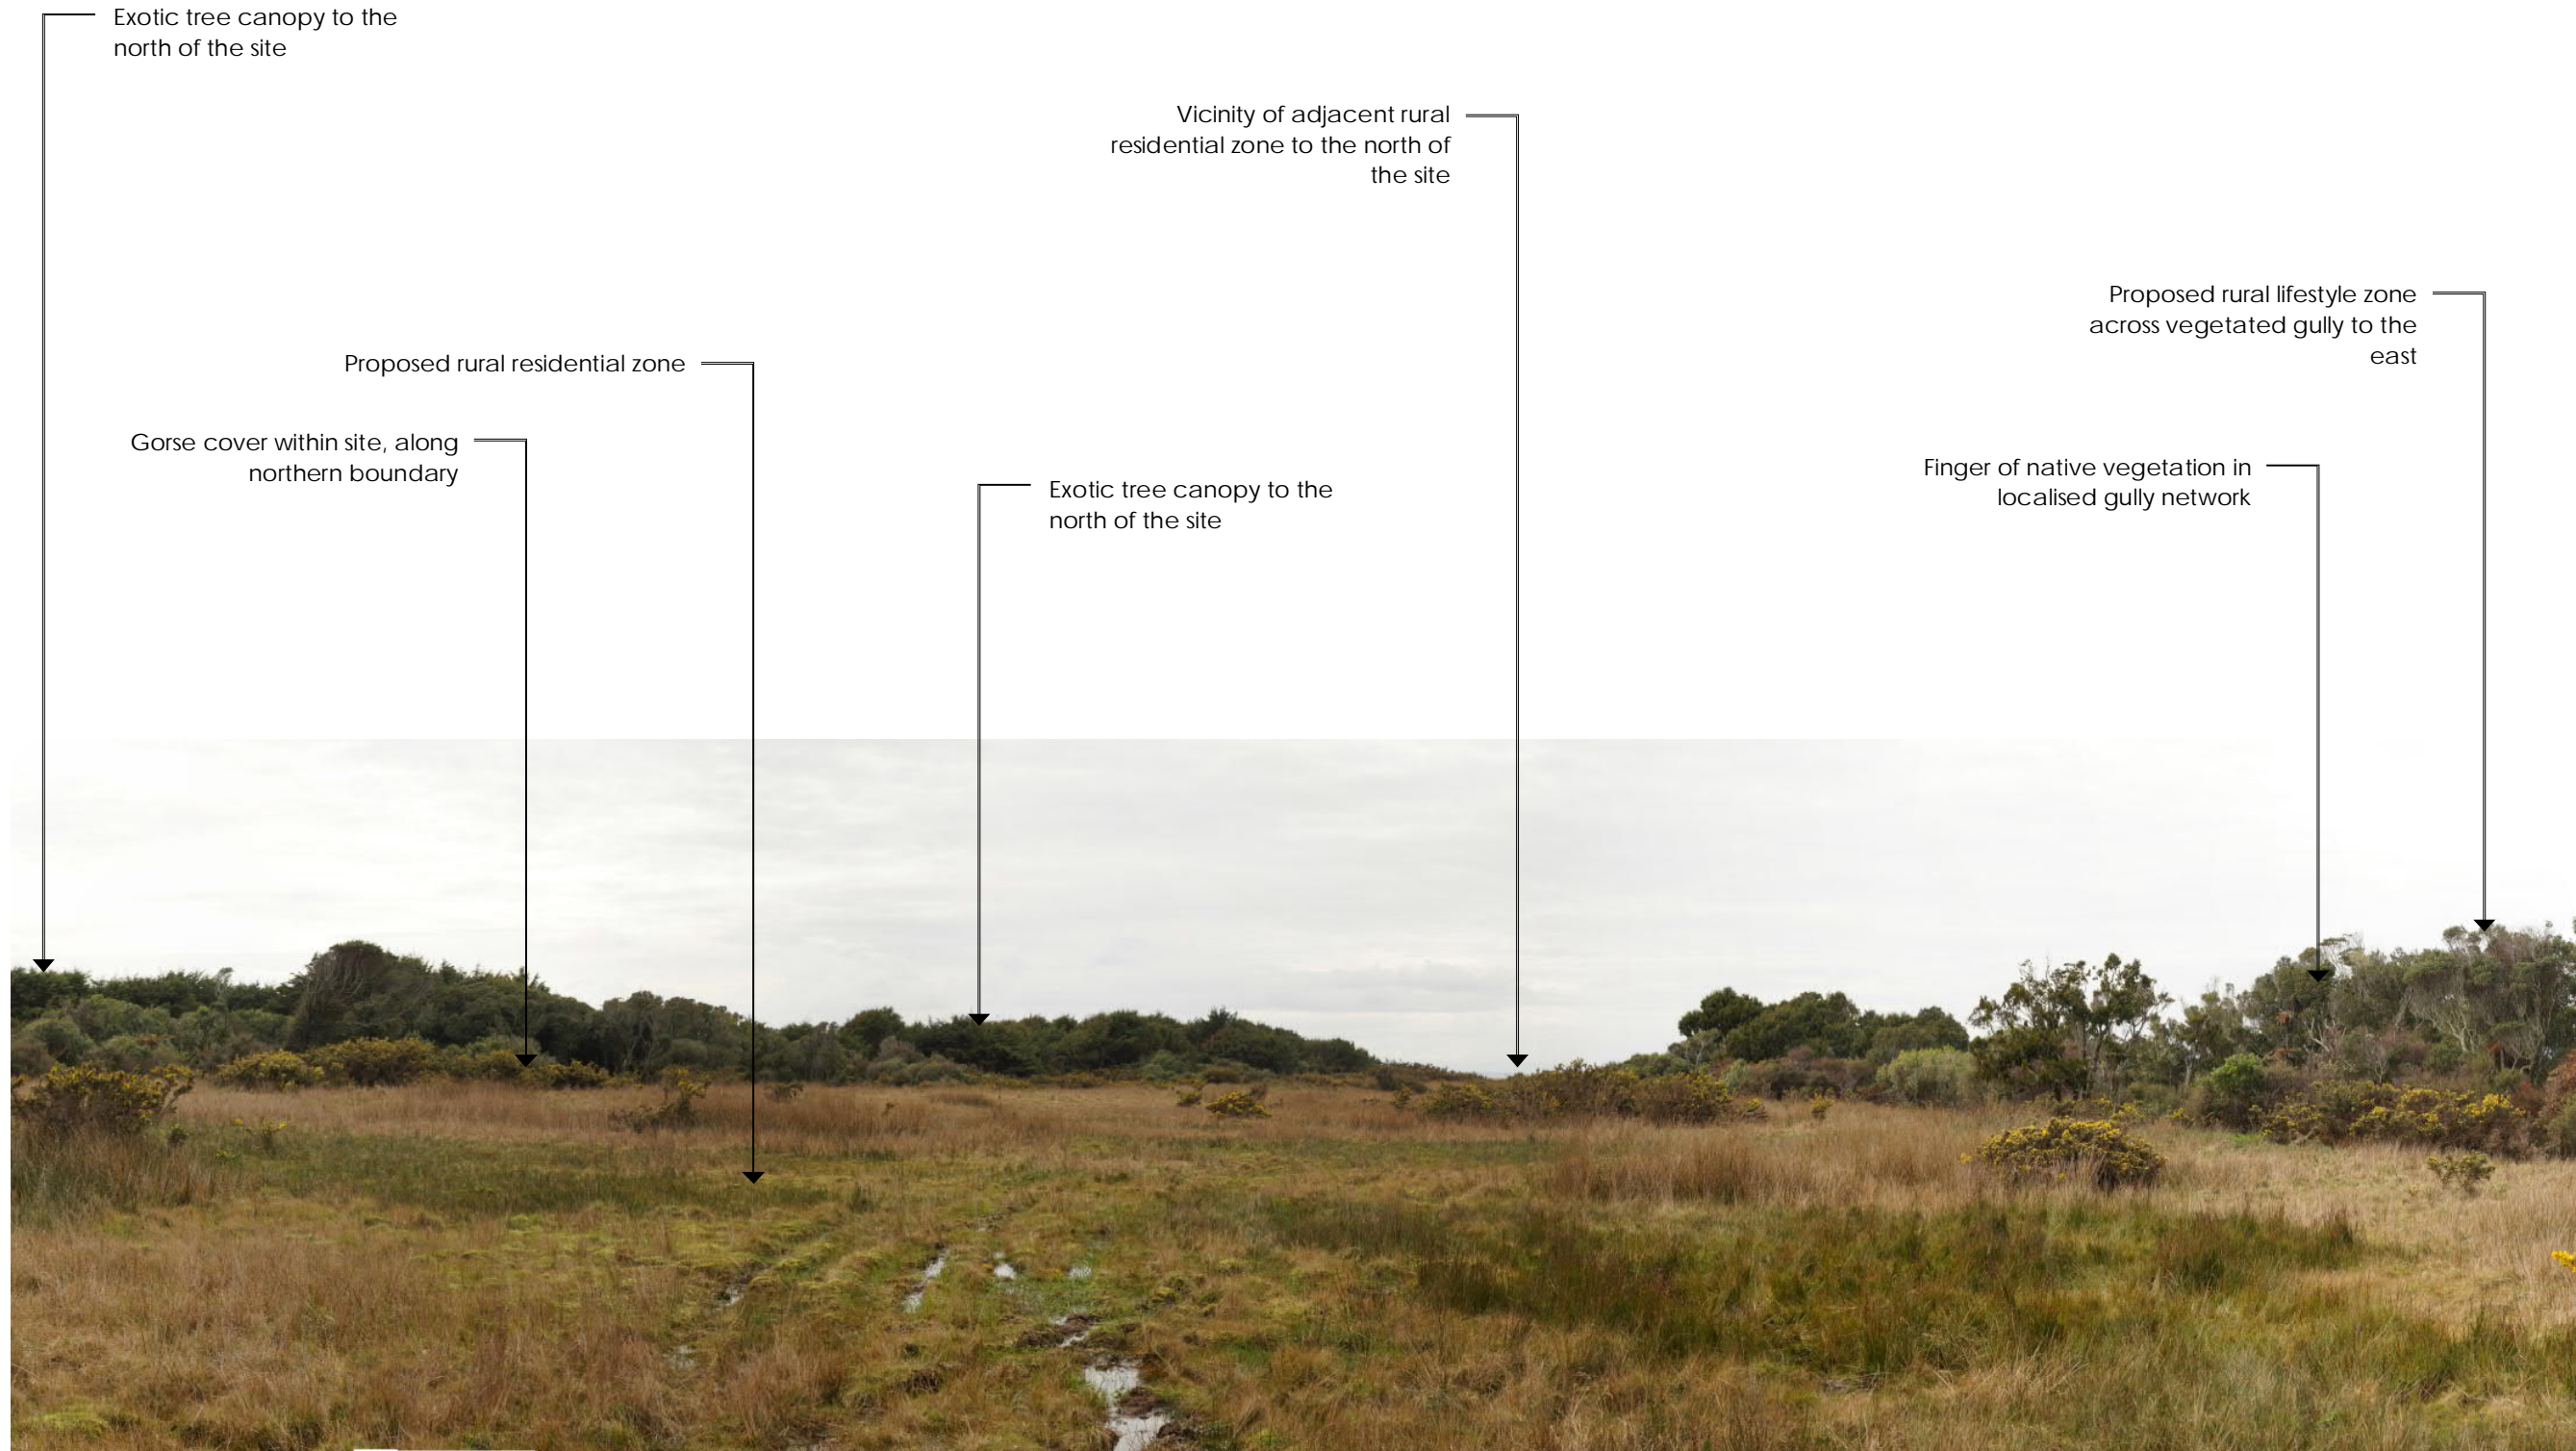 Exotic tree canopy to the
north of the site
Vicinity of adjacent rural
residential zone to the north of
the site
Proposed rural lifestyle zone
across vegetated gully to the
east
Proposed rural residential zone
Gorse cover within site, along
northern boundary
Finger of native vegetation in
localised gully network
Exotic tree canopy to the
north of the site